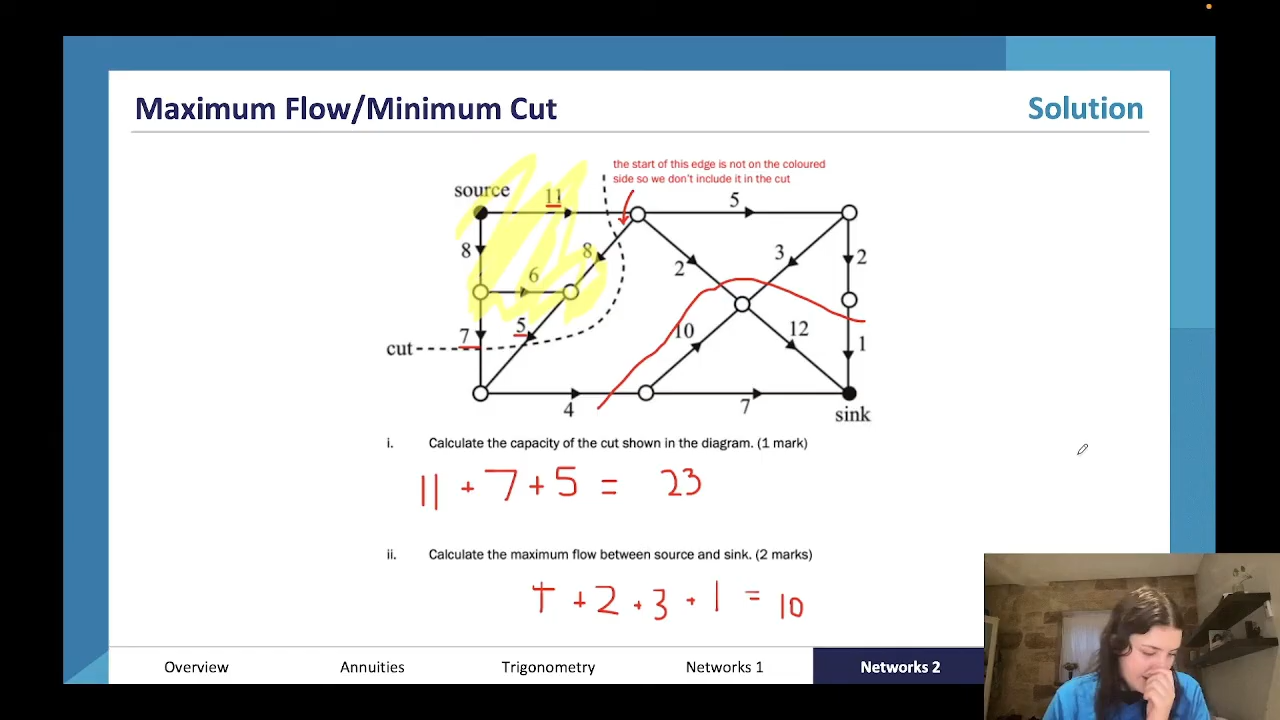 Maximum Flow/Minimum Cut
Solution
the start of this edge is not on the coloured
side so we don't include it in the cut
source
11
5
8
8
2
3
2
6
5
7
10
12
1
cut
4
7
sink
i. Calculate the capacity of the cut shown in the diagram. (1 mark)
11 + 7 + 5 = 23
ii. Calculate the maximum flow between source and sink. (2 marks)
4 + 2 + 3 + 1 = 10
Overview
Annuities
Trigonometry
Networks 1
Networks 2